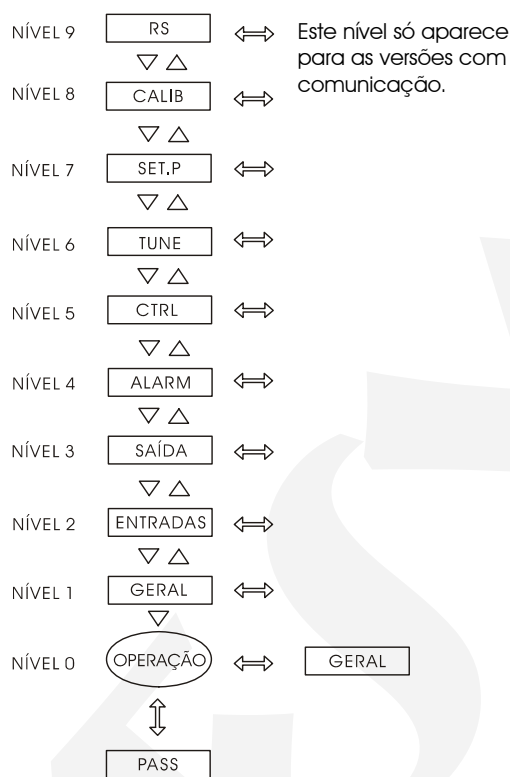 NÍVEL 9 RS Este nível só aparece
para as versões com
comunicação.
NÍVEL 8 CALIB
NÍVEL 7 SET.P
NÍVEL 6 TUNE
NÍVEL 5 CTRL
NÍVEL 4 ALARM
NÍVEL 3 SAÍDA
NÍVEL 2 ENTRADAS
NÍVEL 1 GERAL
NÍVEL 0 OPERAÇÃO GERAL
PASS